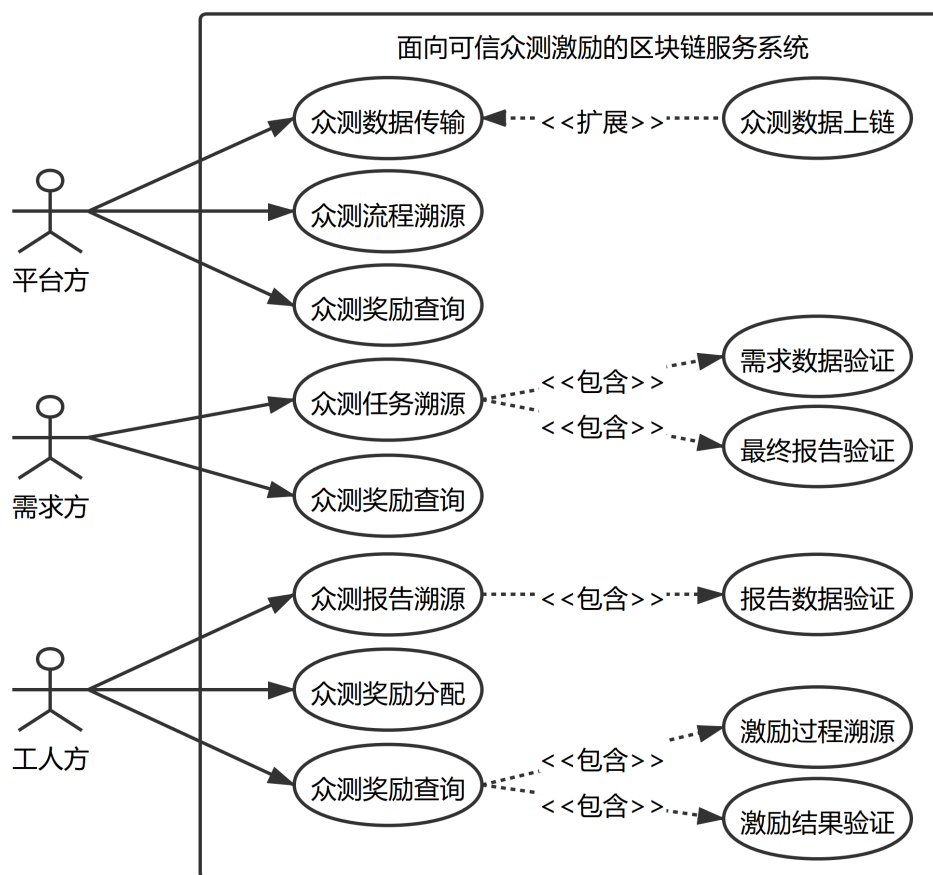 面向可信众测激励的区块链服务系统
众测数据传输
<<扩展>>
众测数据上链
众测流程溯源
平台方
众测奖励查询
众测任务溯源
<<包含>>
需求数据验证
<<包含>>
最终报告验证
需求方
众测奖励查询
众测报告溯源
<<包含>>
报告数据验证
众测奖励分配
工人方
众测奖励查询
<<包含>>
激励过程溯源
<<包含>>
激励结果验证